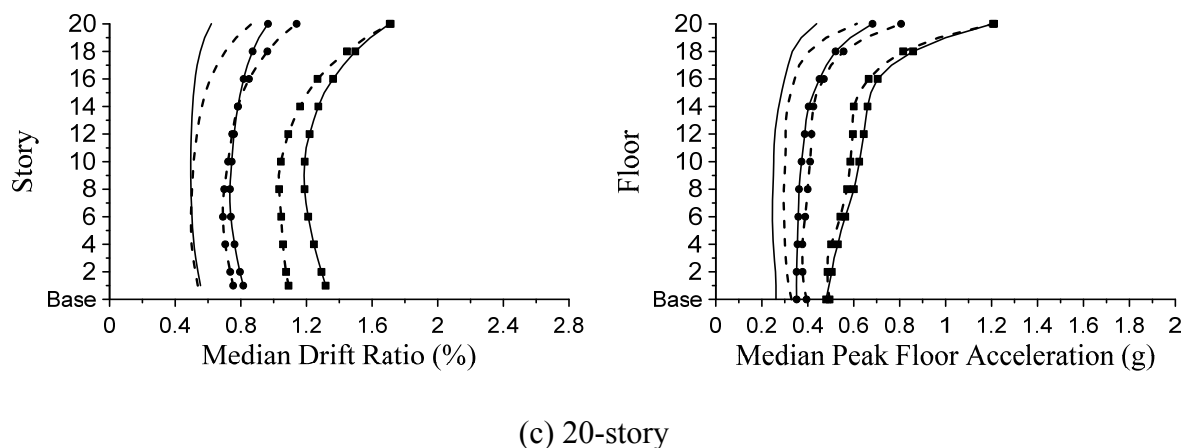 20
18
16
14
12
10
8
6
4
2
Base
Story
0 0.4 0.8 1.2 1.6 2 2.4 2.8
Median Drift Ratio (%)
20
18
16
14
12
10
8
6
4
2
Base
Floor
0 0.2 0.4 0.6 0.8 1 1.2 1.4 1.6 1.8 2
Median Peak Floor Acceleration (g)
(c) 20-story